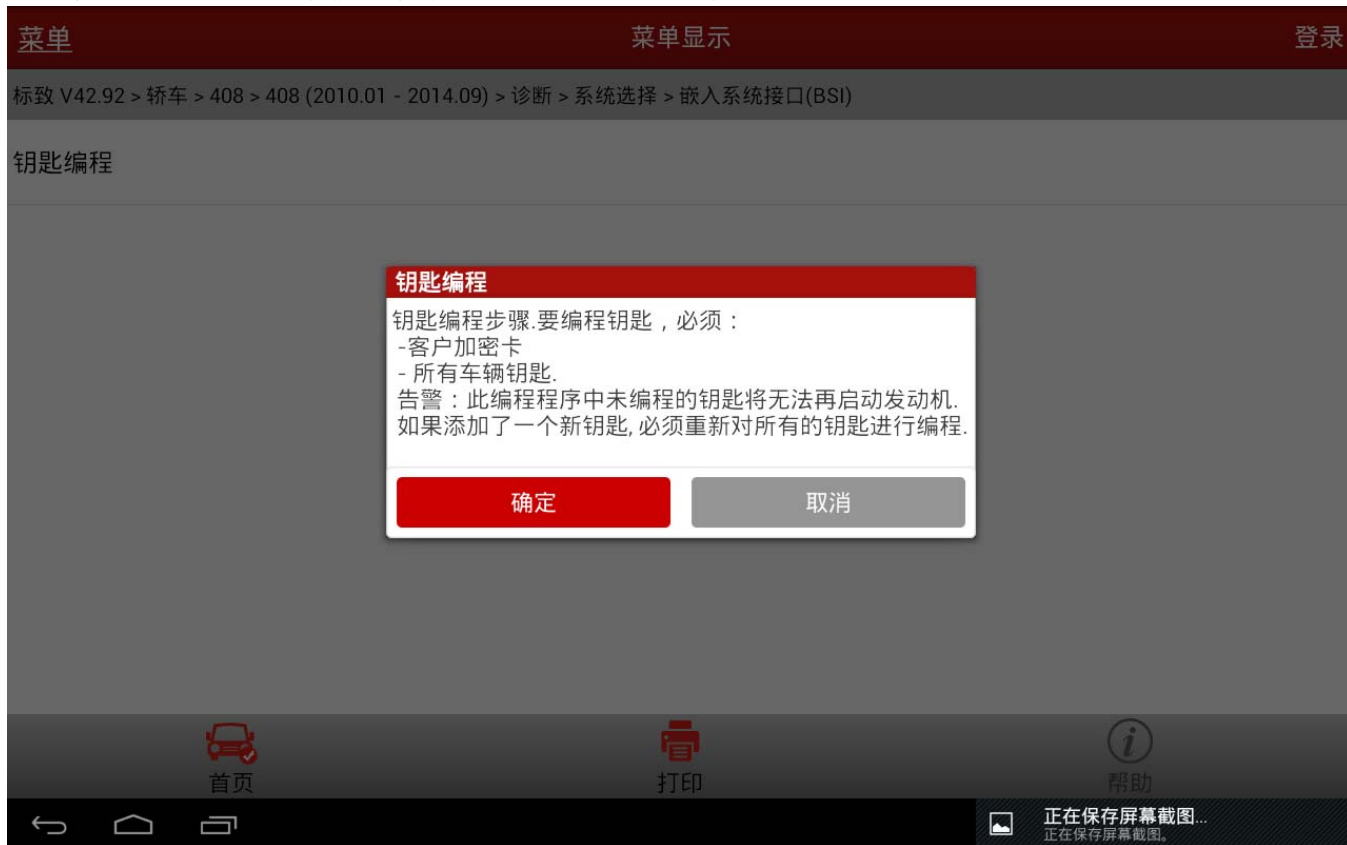 菜单
菜单显示
登录
标致 V42.92 > 轿车 > 408 > 408 (2010.01 - 2014.09) > 诊断 > 系统选择 > 嵌入系统接口(BSI)
钥匙编程
钥匙编程
钥匙编程步骤.要编程钥匙，必须：
-客户加密卡
- 所有车辆钥匙.
告警：此编程程序中未编程的钥匙将无法再启动发动机.
如果添加了一个新钥匙, 必须重新对所有的钥匙进行编程.
确定
取消
首页
打印
帮助
正在保存屏幕截图...
正在保存屏幕截图。